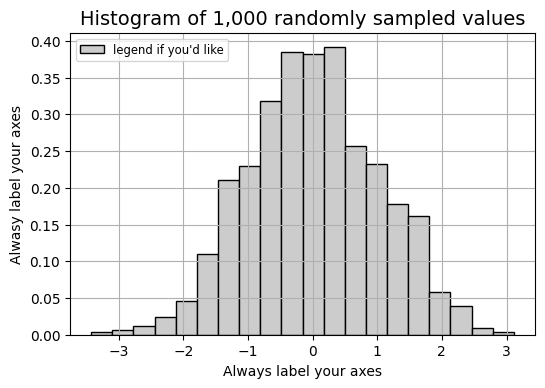 Histogram of 1,000 randomly sampled values
legend if you'd like
0.40
0.35
0.30
0.25
0.20
0.15
0.10
0.05
0.00
Alwasy label your axes
−3 −2 −1 0 1 2 3
Always label your axes